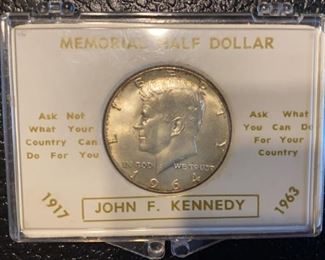 MEMORIAL HALF DOLLAR
Ask Not
What Your
Country Can
Do For You
LIBERTY
IN GOD WE TRUST
1964
Ask What
You Can Do
For Your
Country
1917
JOHN F. KENNEDY
1963